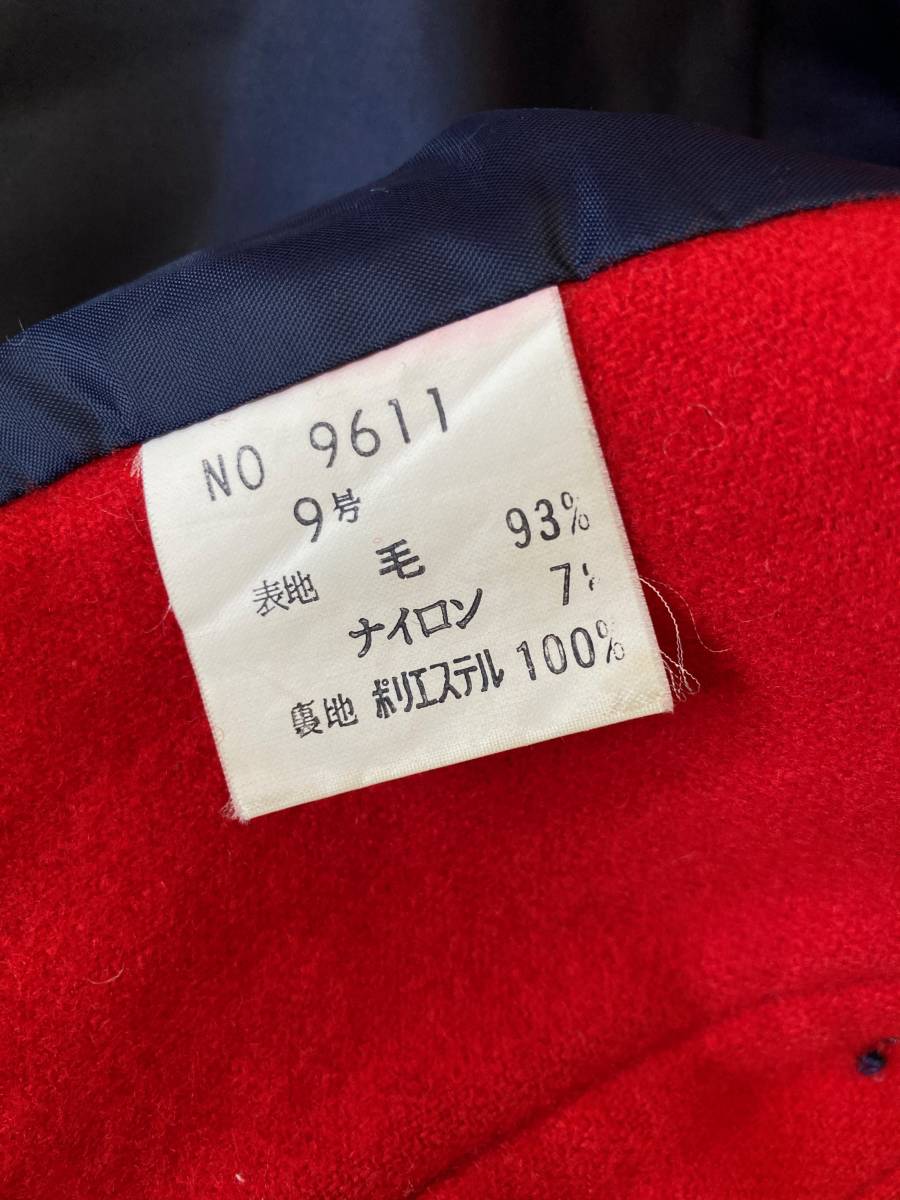 NO 9611
9号
表地 毛 93%
ナイロン 7%
裏地 ポリエステル 100%